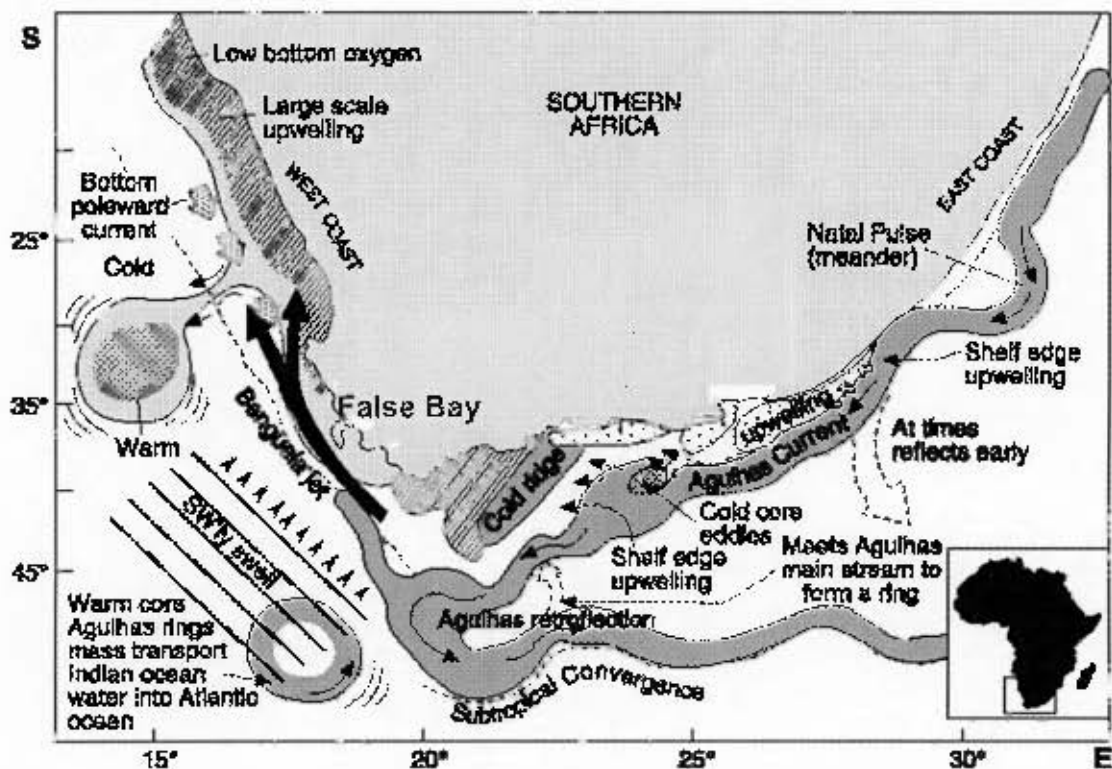 S
Low bottom oxygen
Large scale
upwelling
SOUTHERN
AFRICA
WEST COAST
EAST COAST
Bottom
poleward
current
25°
Cold
Natal Pulse
(meander)
Shelf edge
upwelling
35°
False Bay
Benguela jet
Warm
upwelling
Agulhas Current
At times
reflects early
Cold ridge
Cold core
eddies
SW'ly swell
Shelf edge
upwelling
Meets Agulhas
main stream to
form a ring
45°
Warm core
Agulhas rings
mass transport
Indian ocean
water into Atlantic
ocean
Agulhas retroflection
Subtropical Convergence
15°
20°
25°
30°
E